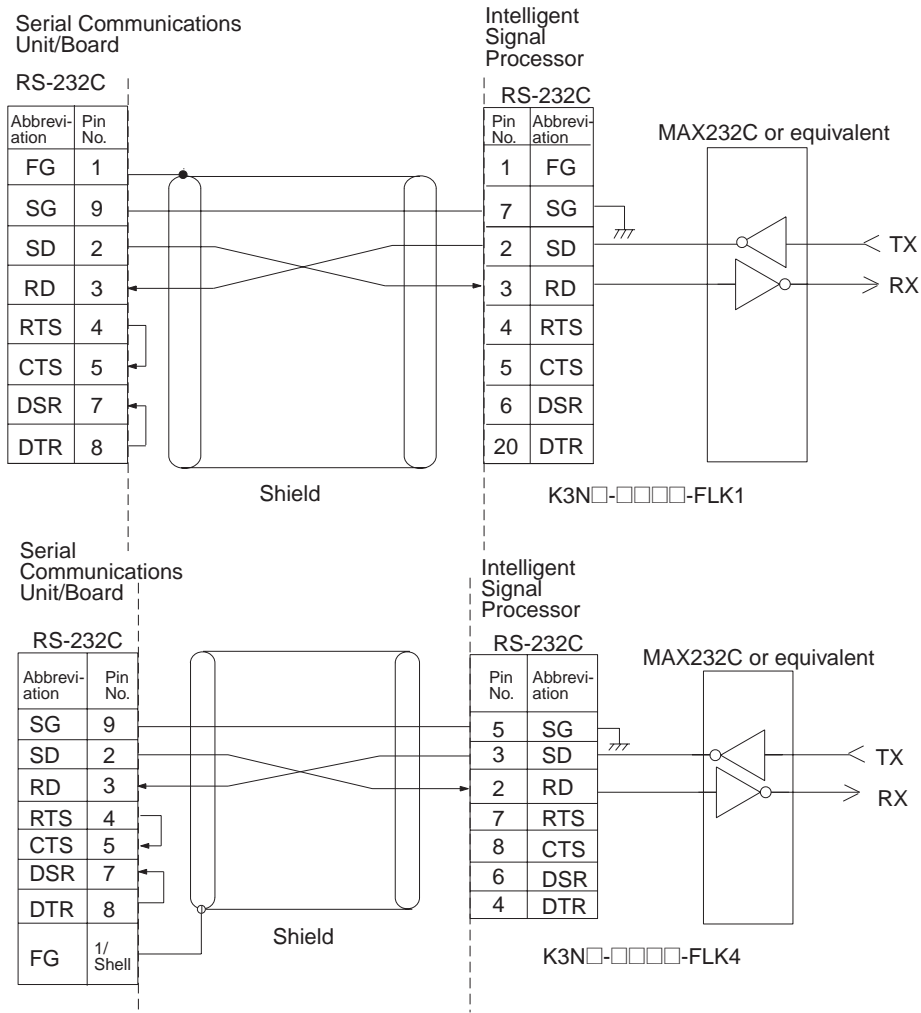 Serial Communications
Unit/Board
Intelligent
Signal
Processor
RS-232C
RS-232C
Abbrevi-
ation
Pin
No.
Pin
No.
Abbrevi-
ation
MAX232C or equivalent
FG 1
1 FG
SG 9
7 SG
SD 2
2 SD
TX
RD 3
3 RD
RX
RTS 4
4 RTS
CTS 5
5 CTS
DSR 7
6 DSR
DTR 8
20 DTR
Shield
K3N□-□□□□-FLK1
Serial
Communications
Unit/Board
Intelligent
Signal
Processor
RS-232C
RS-232C
MAX232C or equivalent
Abbrevi-
ation
Pin
No.
Pin
No.
Abbrevi-
ation
SG 9
5 SG
SD 2
3 SD
TX
RD 3
2 RD
RX
RTS 4
7 RTS
CTS 5
8 CTS
DSR 7
6 DSR
DTR 8
4 DTR
FG 1/
Shell
Shield
K3N□-□□□□-FLK4